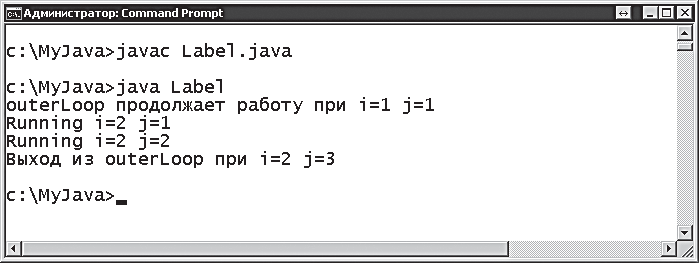 Администратор: Command Prompt
c:\MyJava>javac Label.java
c:\MyJava>java Label
outerLoop продолжает работу при i=1 j=1
Running i=2 j=1
Running i=2 j=2
Выход из outerLoop при i=2 j=3
c:\MyJava>